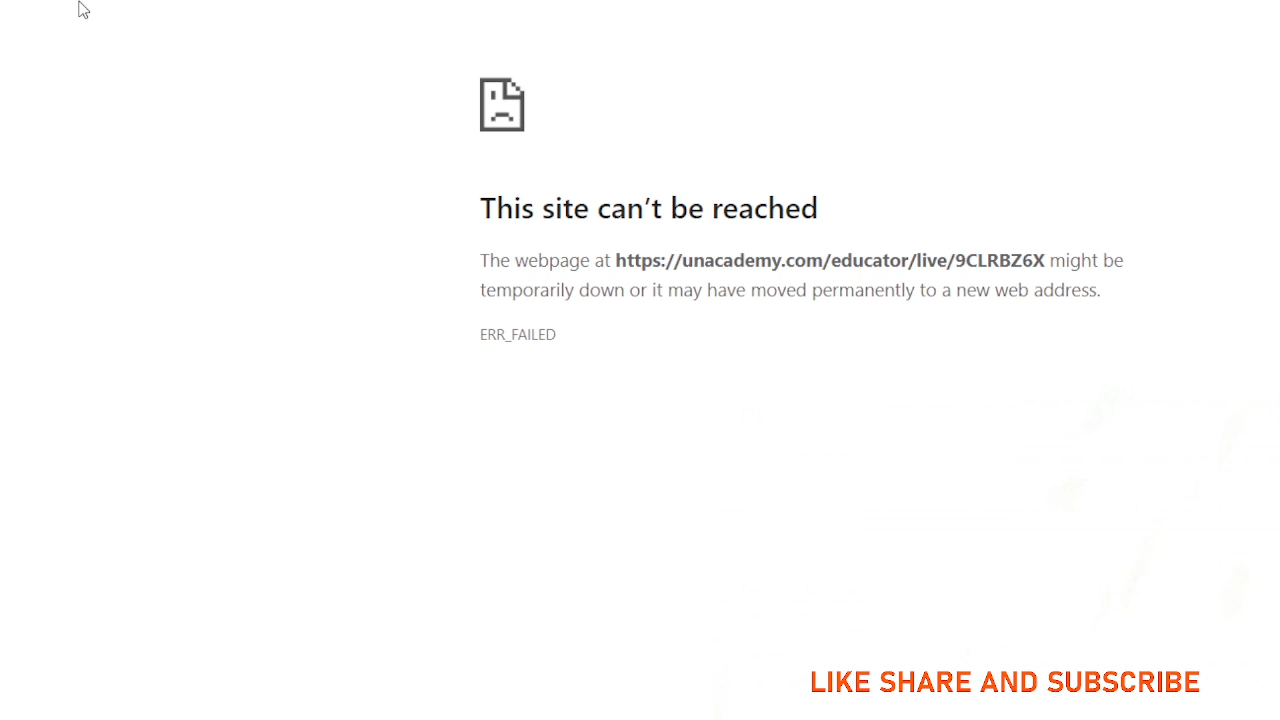 This site can’t be reached
The webpage at https://unacademy.com/educator/live/9CLRBZ6X might be
temporarily down or it may have moved permanently to a new web address.
ERR_FAILED
LIKE SHARE AND SUBSCRIBE